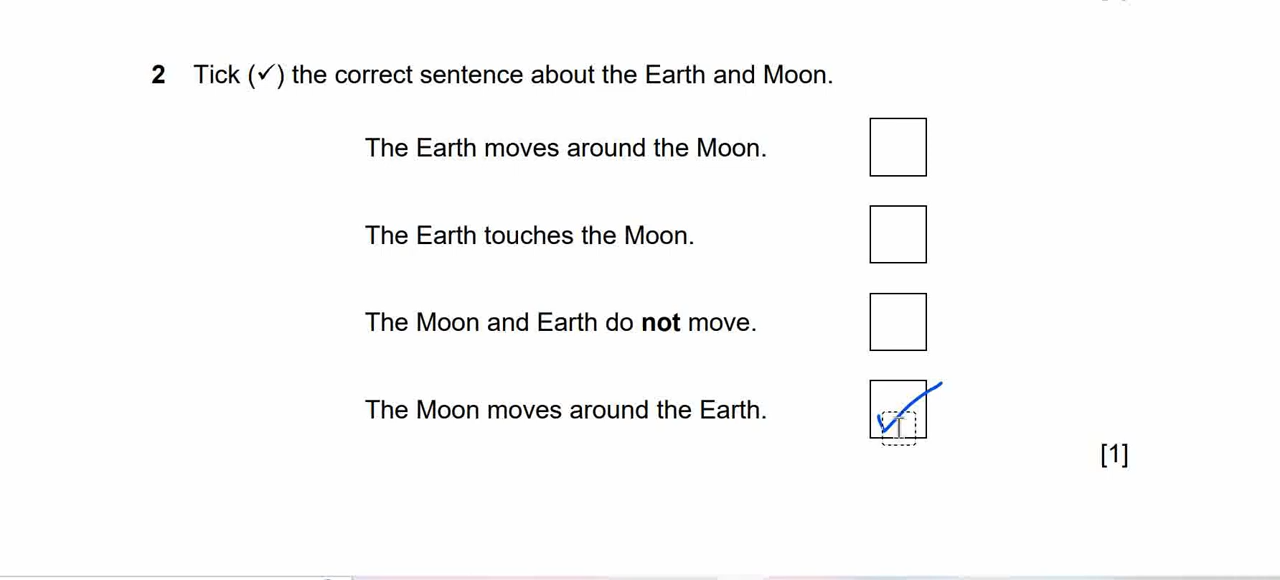 2 Tick (✓) the correct sentence about the Earth and Moon.
The Earth moves around the Moon.
The Earth touches the Moon.
The Moon and Earth do not move.
The Moon moves around the Earth. ✓
[1]